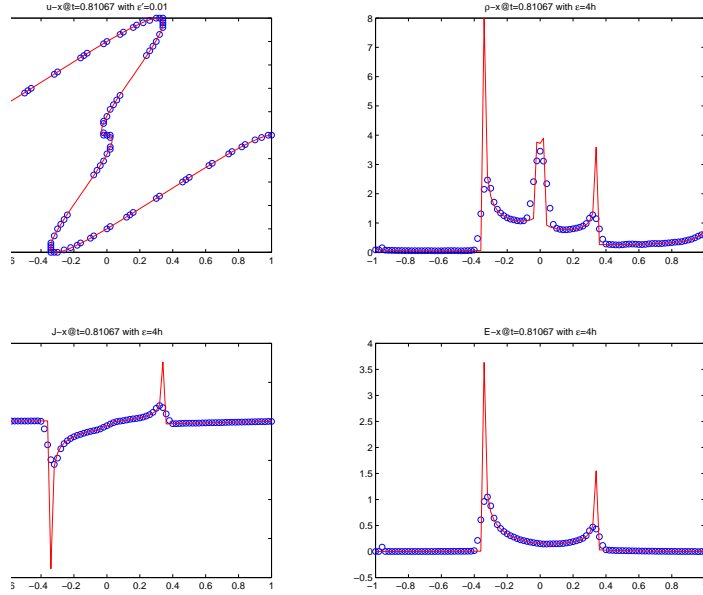 u−x@t=0.81067 with ε′=0.01
−0.4 −0.2 0 0.2 0.4 0.6 0.8 1
ρ−x@t=0.81067 with ε=4h
8
7
6
5
4
3
2
1
0
−1 −0.8 −0.6 −0.4 −0.2 0 0.2 0.4 0.6 0.8
J−x@t=0.81067 with ε=4h
−0.4 −0.2 0 0.2 0.4 0.6 0.8 1
E−x@t=0.81067 with ε=4h
4
3.5
3
2.5
2
1.5
1
0.5
0
−0.5
−1 −0.8 −0.6 −0.4 −0.2 0 0.2 0.4 0.6 0.8